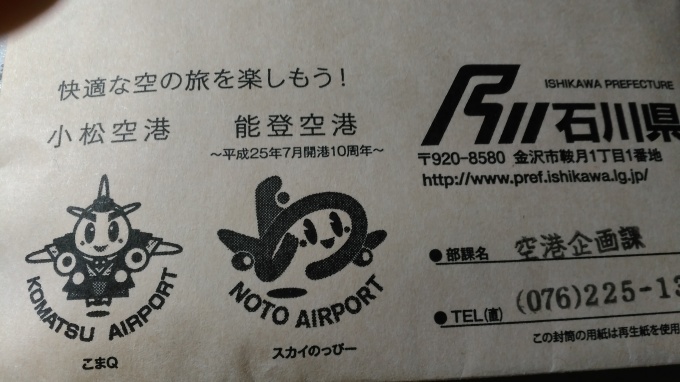 快適な空の旅を楽しもう！
小松空港
能登空港
～平成25年7月開港10周年～
KOMATSU AIRPORT
こまQ
NOTO AIRPORT
スカイのっぴー
ISHIKAWA PREFECTURE
石川県
〒920-8580 金沢市鞍月1丁目1番地
http://www.pref.ishikawa.lg.jp/
●部課名 空港企画課
●TEL(直) (076)225-13
この封筒の用紙は再生紙を使用